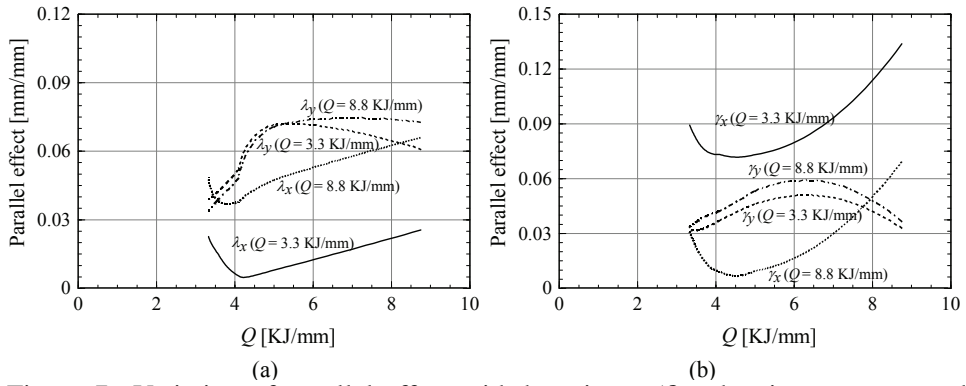 0.12
0.09
0.06
0.03
0
0 2 4 6 8 10
Parallel effect [mm/mm]
Q [KJ/mm]
λy (Q = 8.8 KJ/mm)
λy (Q = 3.3 KJ/mm)
λx (Q = 8.8 KJ/mm)
λx (Q = 3.3 KJ/mm)
(a)
0.15
0.12
0.09
0.06
0.03
0
0 2 4 6 8 10
Parallel effect [mm/mm]
Q [KJ/mm]
γx (Q = 3.3 KJ/mm)
γy (Q = 8.8 KJ/mm)
γy (Q = 3.3 KJ/mm)
γx (Q = 8.8 KJ/mm)
(b)